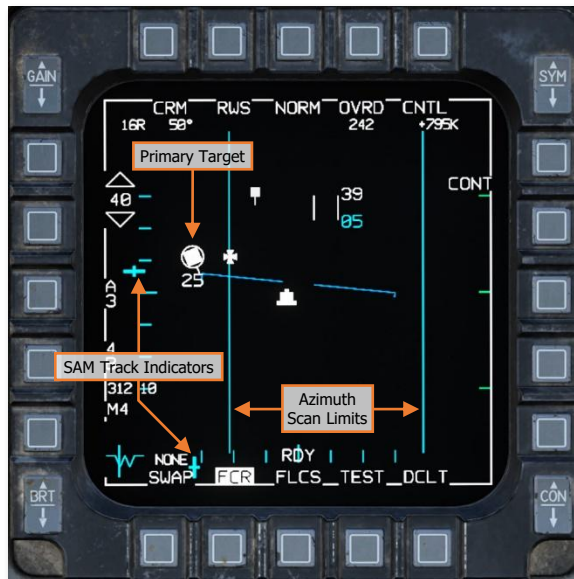 GAIN
SYM
CRM RWS NORM OVRD CNTL
16R 50° 242 +795K
Primary Target
CONT
40
39
05
25
A
3
SAM Track Indicators
4
312 10
M4
Azimuth
Scan Limits
NONE RDY
SWAP FCR FLCS TEST DCLT
BRT
CON